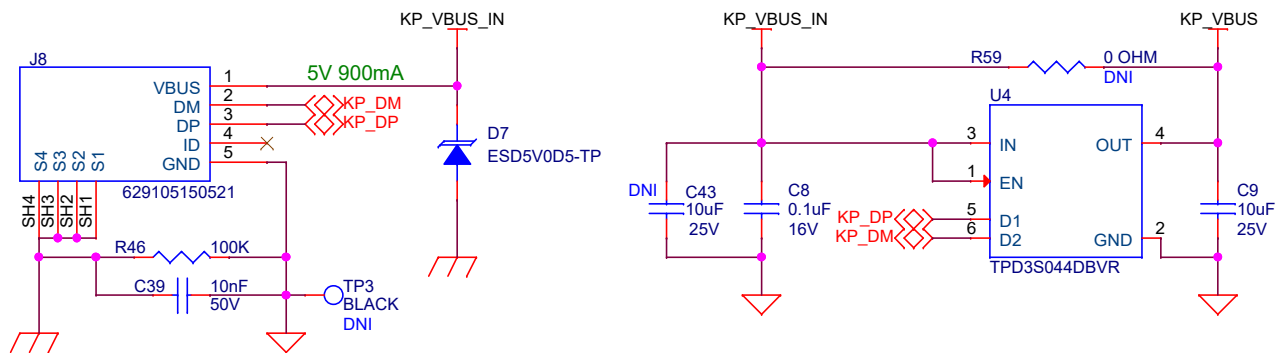 KP_VBUS_IN
J8
VBUS
1
5V 900mA
DM
2
KP_DM
DP
3
KP_DP
ID
4
GND
5
S4
S3
S2
S1
629105150521
SH4
SH3
SH2
SH1
D7
ESD5V0D5-TP
R46
100K
C39
10nF
50V
TP3
BLACK
DNI
KP_VBUS_IN
KP_VBUS
R59
0 OHM
DNI
U4
3
IN
OUT
4
1
EN
5
D1
6
D2
GND
2
TPD3S044DBVR
KP_DP
KP_DM
DNI
C43
10uF
25V
C8
0.1uF
16V
C9
10uF
25V